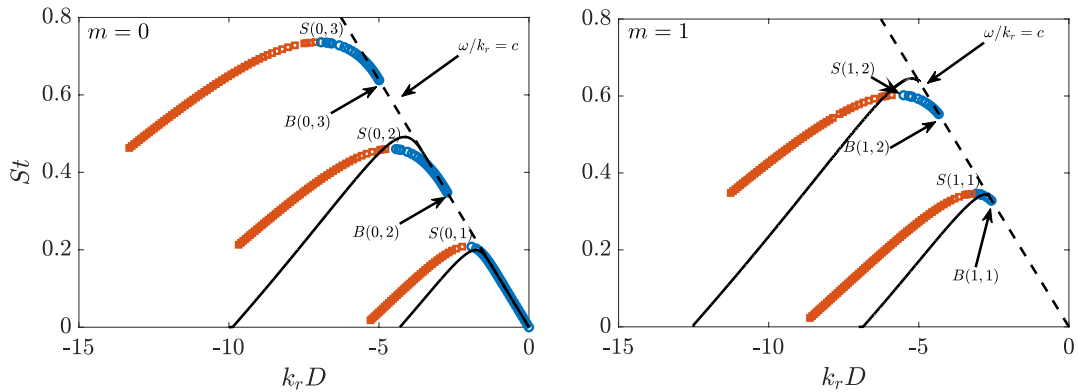 m = 0
S(0, 3)
ω/k_r = c
B(0, 3)
S(0, 2)
B(0, 2)
S(0, 1)
0.8
0.6
0.4
0.2
0
St
-15
-10
-5
0
k_rD
m = 1
ω/k_r = c
S(1, 2)
B(1, 2)
S(1, 1)
B(1, 1)
0.8
0.6
0.4
0.2
0
-15
-10
-5
0
k_rD